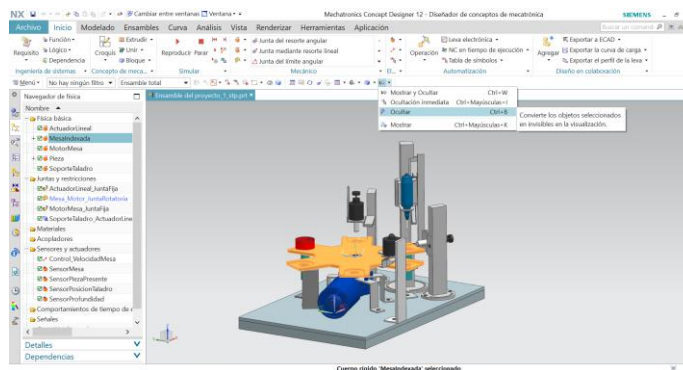 NX
Cambiar entre ventanas Ventana
Mechatronics Concept Designer 12 - Diseñador de conceptos de mecatrónica
SIEMENS
Archivo Inicio Modelado Ensambles Curva Análisis Vista Renderizar Herramientas Aplicación
Buscar un comando
Requisito
Función
Lógico
Dependencia
Croquis
Extrudir
Unir
Bloque
Reproducir Parar
Junta del resorte angular
Junta mediante resorte lineal
Junta del límite angular
Operación
Leva electrónica
NC en tiempo de ejecución
Tabla de símbolos
Agregar
Exportar a ECAD
Exportar la curva de carga
Exportar el perfil de la leva
Ingeniería de sistemas
Concepto de meca...
Simular
Mecánico
Automatización
Diseño en colaboración
Menú
No hay ningún filtro
Ensamble total
Navegador de física
Ensamble del proyecto_1_stp.prt
Mostrar y Ocultar Ctrl+W
Ocultación inmediata Ctrl+Mayúsculas+I
Ocultar Ctrl+B
Mostrar Ctrl+Mayúsculas+K
Convierte los objetos seleccionados
en invisibles en la visualización.
Nombre
Física básica
ActuadorLineal
MesaIndexada
MotorMesa
Pieza
SoporteTaladro
Juntas y restricciones
ActuadorLineal_JuntaFija
Mesa_Motor_JuntaRotatoria
MotorMesa_JuntaFija
SoporteTaladro_ActuadorLine
Materiales
Acopladores
Sensores y actuadores
Control_VelocidadMesa
SensorMesa
SensorPiezaPresente
SensorPosicionTaladro
SensorProfundidad
Comportamientos de tiempo de e
Señales
Detalles
Dependencias
Cuerpo rígido 'MesaIndexada' seleccionado